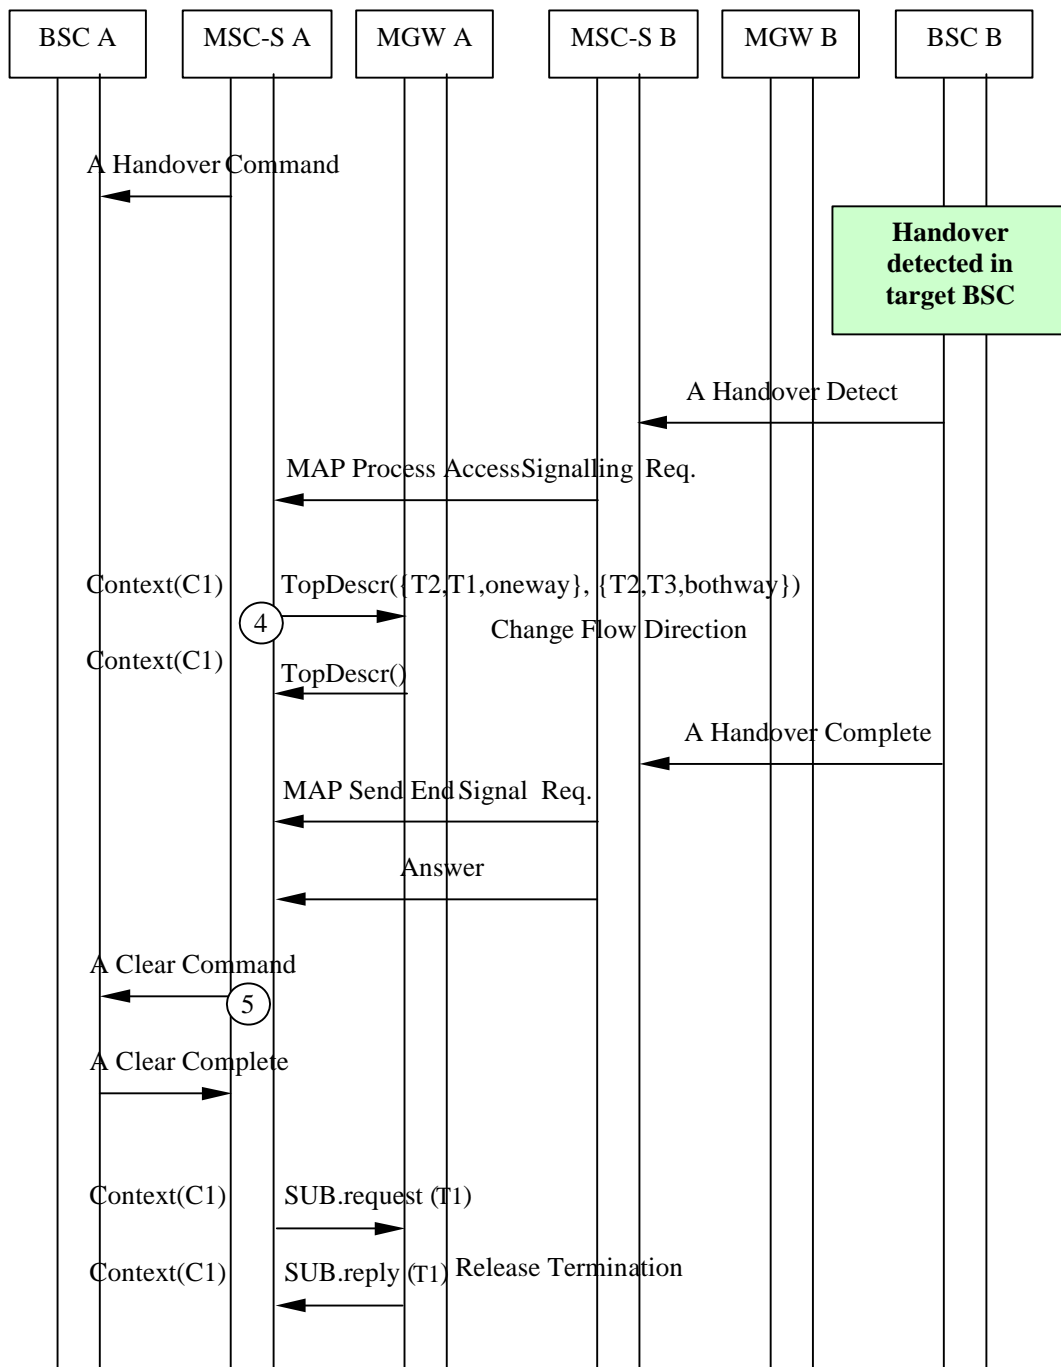 BSC A
MSC-S A
MGW A
MSC-S B
MGW B
BSC B
A Handover Command
Handover
detected in
target BSC
A Handover Detect
MAP Process AccessSignalling Req.
Context(C1) TopDescr({T2,T1,oneway}, {T2,T3,bothway})
4
Change Flow Direction
Context(C1) TopDescr()
A Handover Complete
MAP Send End Signal Req.
Answer
A Clear Command
5
A Clear Complete
Context(C1) SUB.request (T1)
Context(C1) SUB.reply (T1) Release Termination